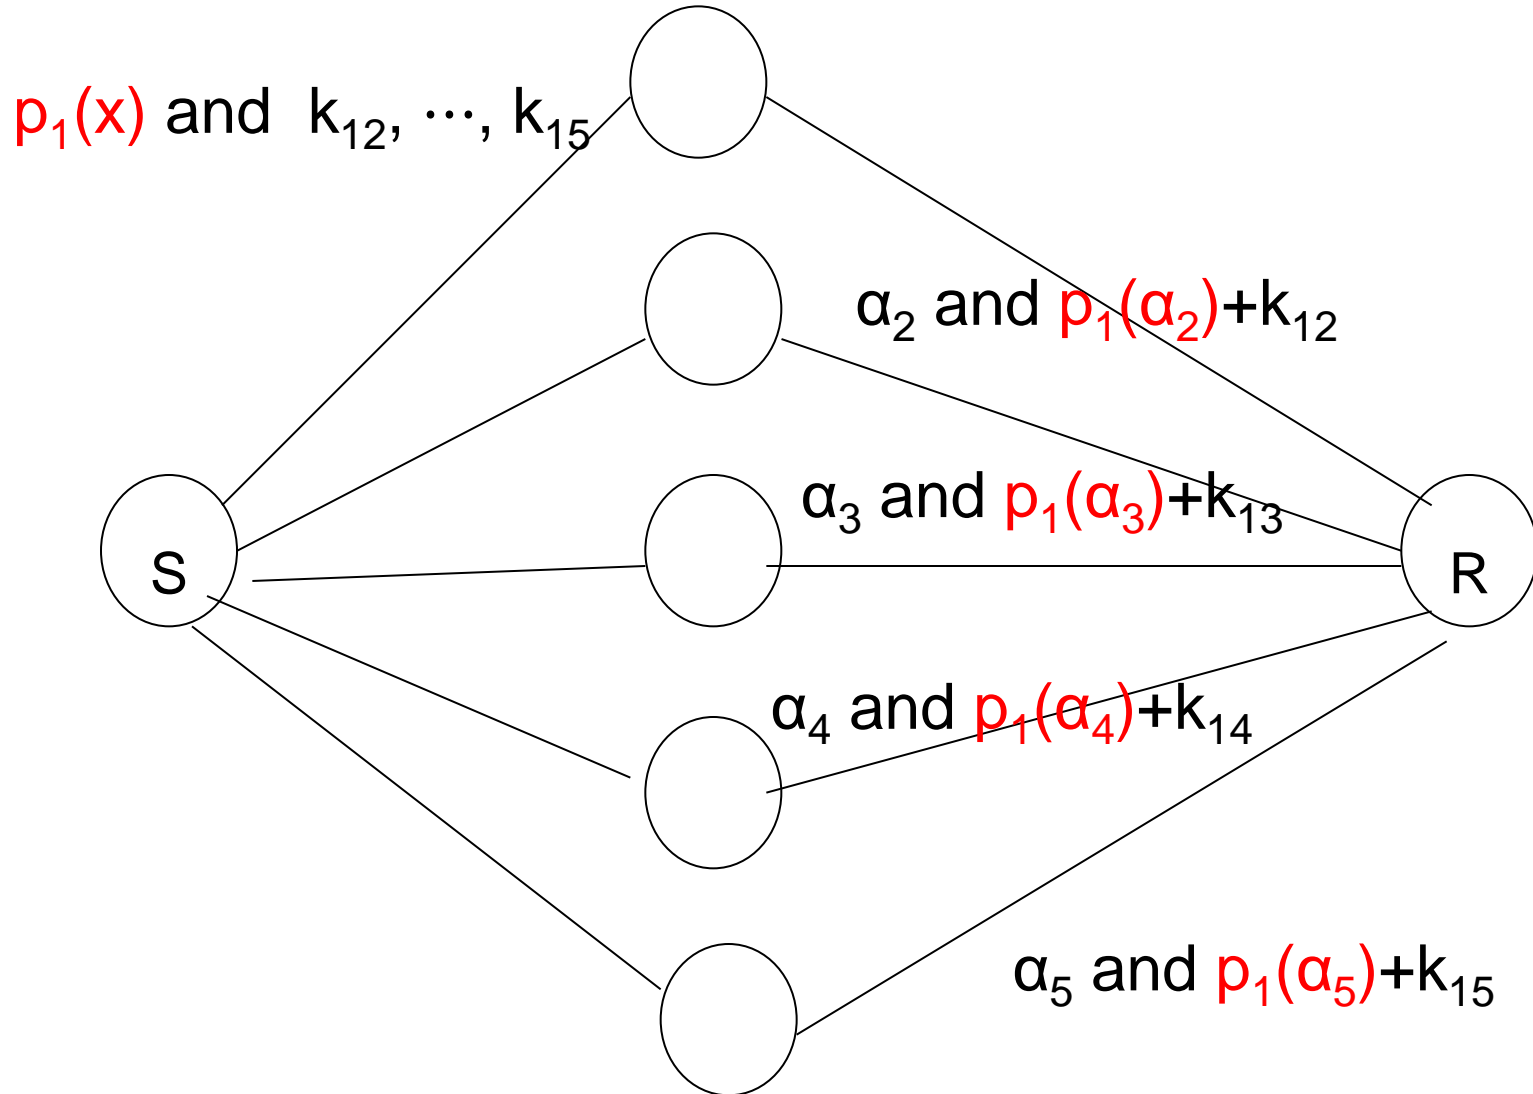 p₁(x) and k₁₂, ⋯, k₁₅
α₂ and p₁(α₂)+k₁₂
α₃ and p₁(α₃)+k₁₃
S
R
α₄ and p₁(α₄)+k₁₄
α₅ and p₁(α₅)+k₁₅